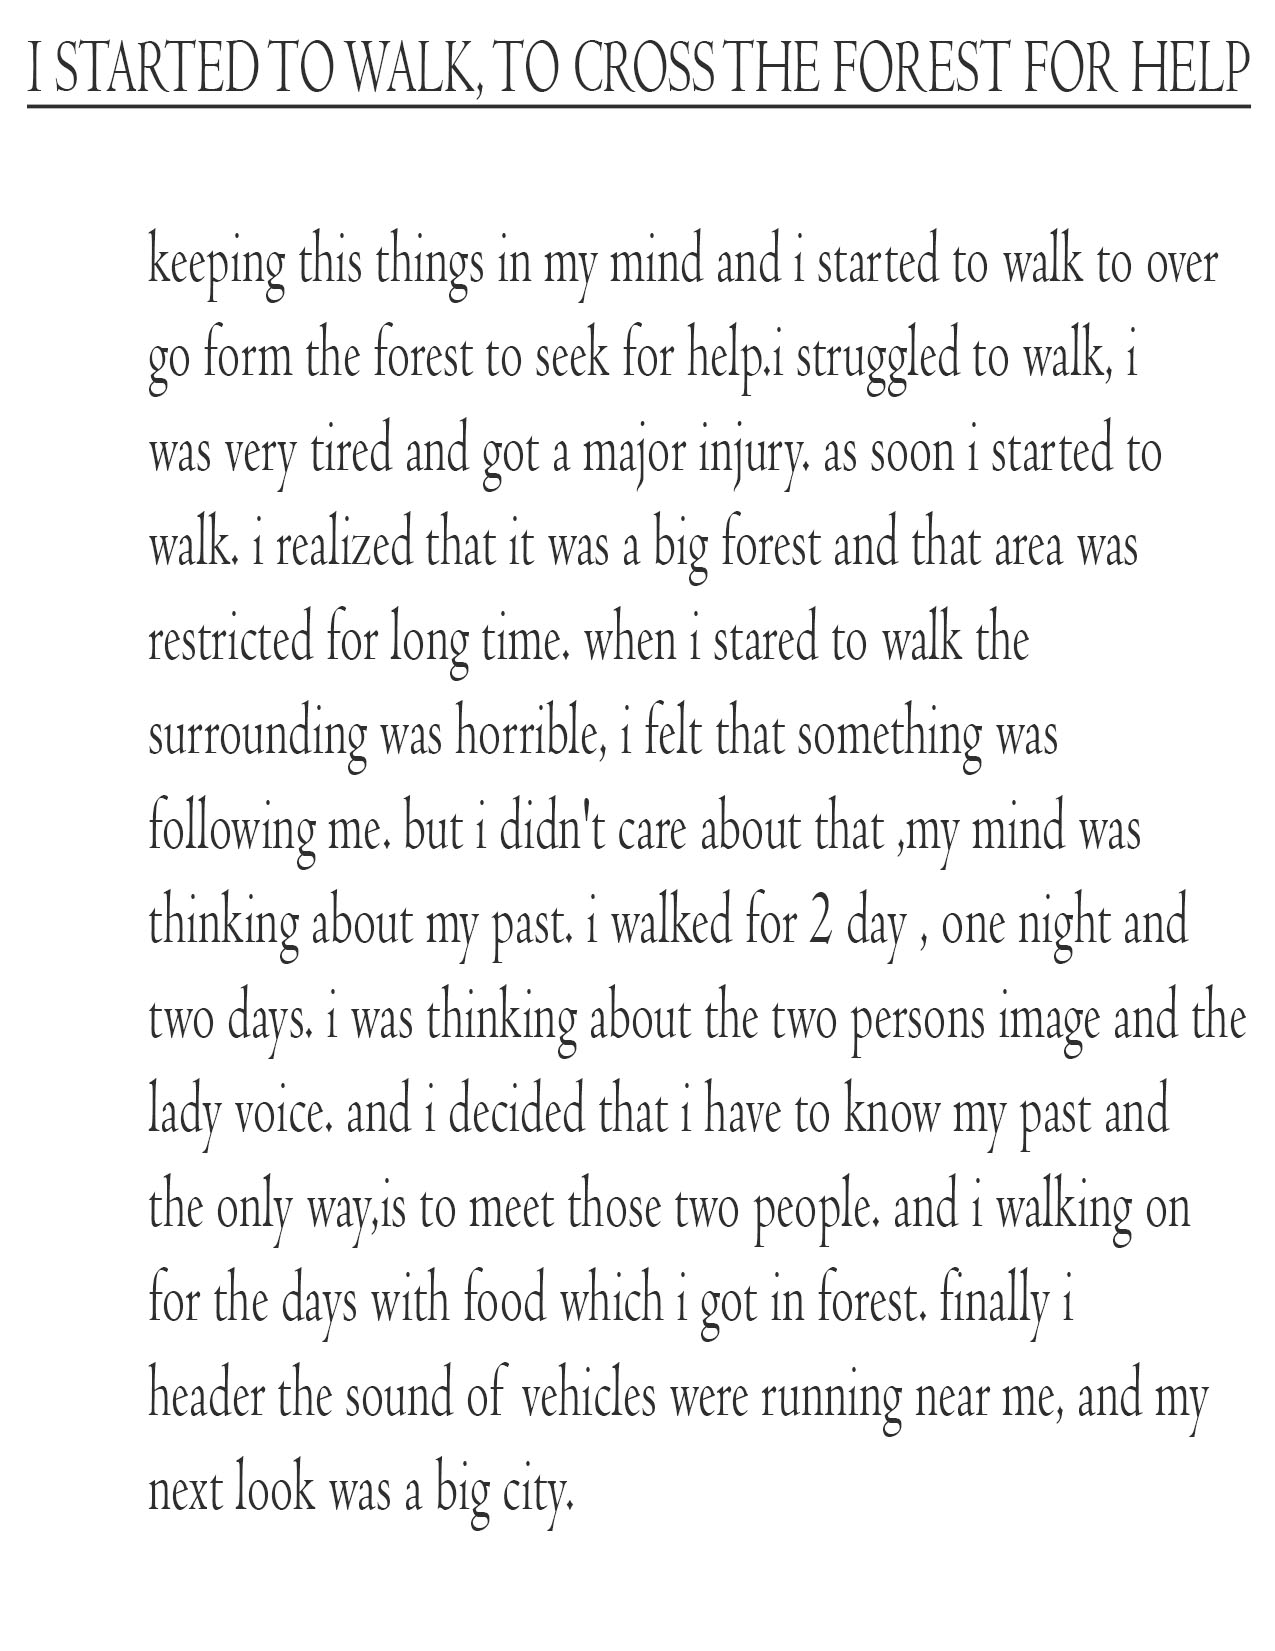 I STARTED TO WALK, TO CROSS THE FOREST FOR HELP
keeping this things in my mind and i started to walk to over
go form the forest to seek for help.i struggled to walk, i
was very tired and got a major injury. as soon i started to
walk. i realized that it was a big forest and that area was
restricted for long time. when i stared to walk the
surrounding was horrible, i felt that something was
following me. but i didn't care about that ,my mind was
thinking about my past. i walked for 2 day , one night and
two days. i was thinking about the two persons image and the
lady voice. and i decided that i have to know my past and
the only way,is to meet those two people. and i walking on
for the days with food which i got in forest. finally i
header the sound of vehicles were running near me, and my
next look was a big city.